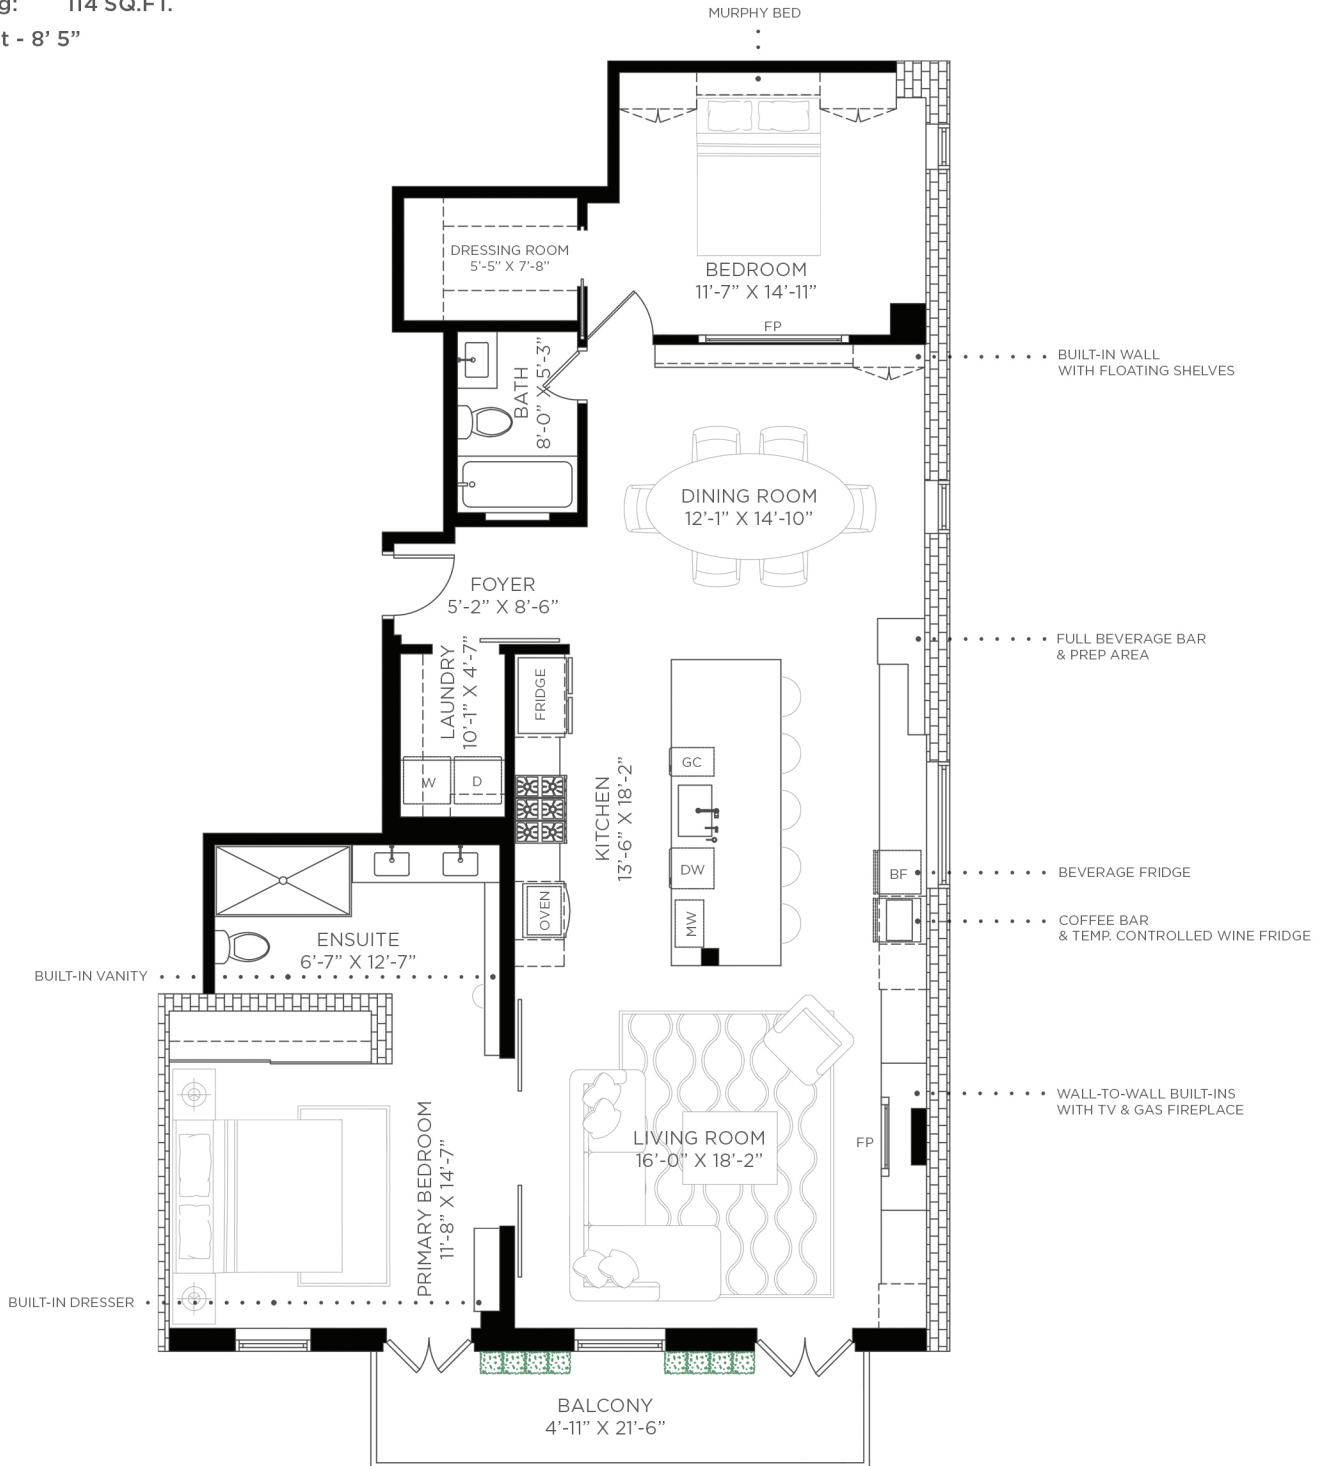 g: 114 SQ.FT.
t - 8’ 5”
MURPHY BED
DRESSING ROOM
5’-5” X 7’-8”
BEDROOM
11’-7” X 14’-11”
FP
BATH
8’-0” X 5’-3”
BUILT-IN WALL
WITH FLOATING SHELVES
DINING ROOM
12’-1” X 14’-10”
FOYER
5’-2” X 8’-6”
FULL BEVERAGE BAR
& PREP AREA
LAUNDRY
10’-1” X 4’-7”
W
D
FRIDGE
KITCHEN
13’-6” X 18’-2”
GC
DW
MW
OVEN
BF
BEVERAGE FRIDGE
COFFEE BAR
& TEMP. CONTROLLED WINE FRIDGE
ENSUITE
6’-7” X 12’-7”
BUILT-IN VANITY
WALL-TO-WALL BUILT-INS
WITH TV & GAS FIREPLACE
FP
LIVING ROOM
16’-0” X 18’-2”
PRIMARY BEDROOM
11’-8” X 14’-7”
BUILT-IN DRESSER
BALCONY
4’-11” X 21’-6”